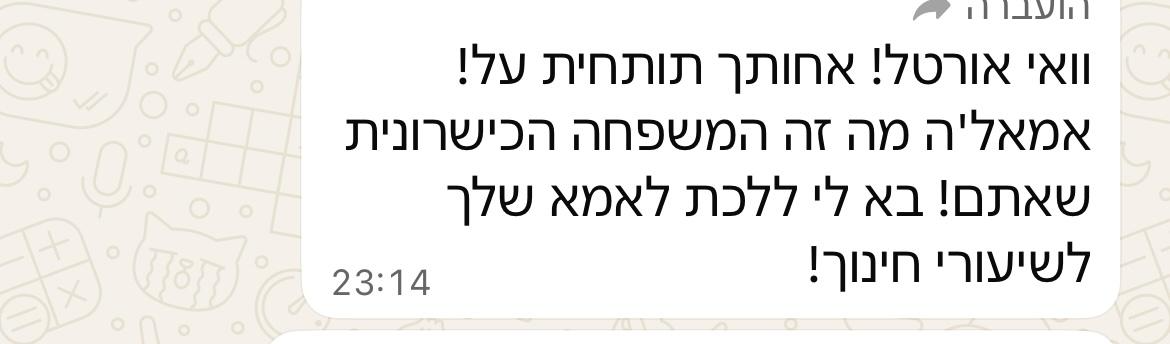 הועברה
וואי אורטל! אחותך תותחית על!
אמאל'ה מה זה המשפחה הכישרונית
שאתם! בא לי ללכת לאמא שלך
לשיעורי חינוך!
23:14